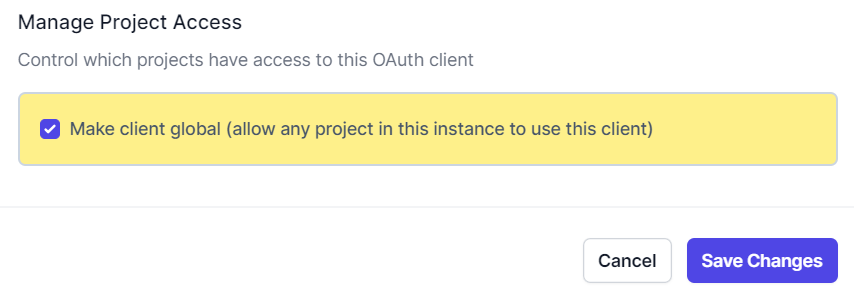 Manage Project Access
Control which projects have access to this OAuth client
Make client global (allow any project in this instance to use this client)
Cancel
Save Changes